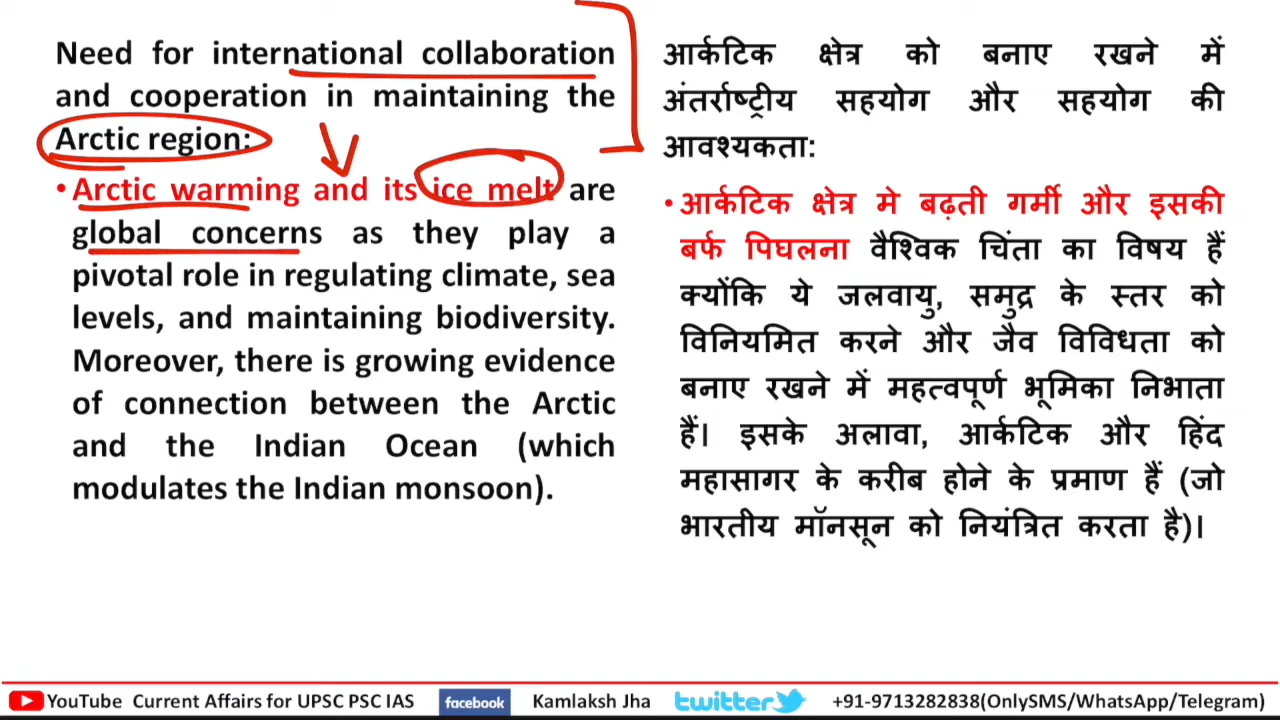 Need for international collaboration
and cooperation in maintaining the
Arctic region:
• Arctic warming and its ice melt are
global concerns as they play a
pivotal role in regulating climate, sea
levels, and maintaining biodiversity.
Moreover, there is growing evidence
of connection between the Arctic
and the Indian Ocean (which
modulates the Indian monsoon).
आर्कटिक क्षेत्र को बनाए रखने में
अंतर्राष्ट्रीय सहयोग और सहयोग की
आवश्यकता:
• आर्कटिक क्षेत्र मे बढ़ती गर्मी और इसकी
बर्फ पिघलना वैश्विक चिंता का विषय हैं
क्योंकि ये जलवायु, समुद्र के स्तर को
विनियमित करने और जैव विविधता को
बनाए रखने में महत्वपूर्ण भूमिका निभाता
हैं। इसके अलावा, आर्कटिक और हिंद
महासागर के करीब होने के प्रमाण हैं (जो
भारतीय मॉनसून को नियंत्रित करता है)।
YouTube Current Affairs for UPSC PSC IAS facebook Kamlaksh Jha twitter +91-9713282838(OnlySMS/WhatsApp/Telegram)